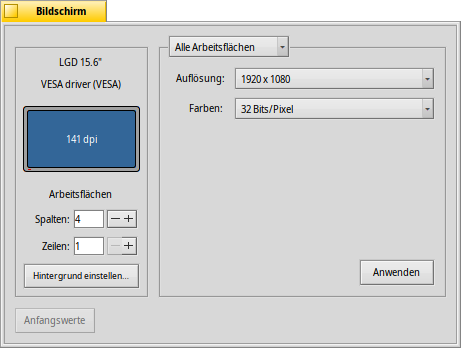 Bildschirm
LGD 15.6"
VESA driver (VESA)
141 dpi
Arbeitsflächen
Spalten: 4
Zeilen: 1
Hintergrund einstellen...
Alle Arbeitsflächen
Auflösung: 1920 x 1080
Farben: 32 Bits/Pixel
Anwenden
Anfangswerte